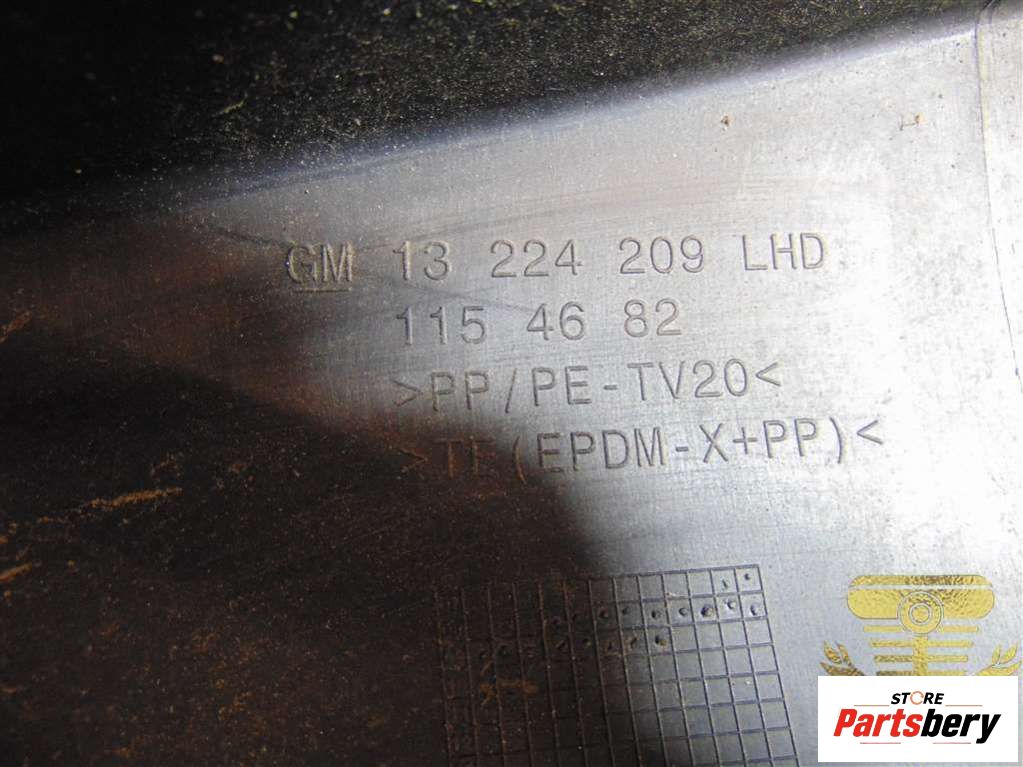 GM 13 224 209 LHD
115 46 82
>PP/PE-TV20<
>TE(EPDM-X+PP)<
STORE
Partsbery